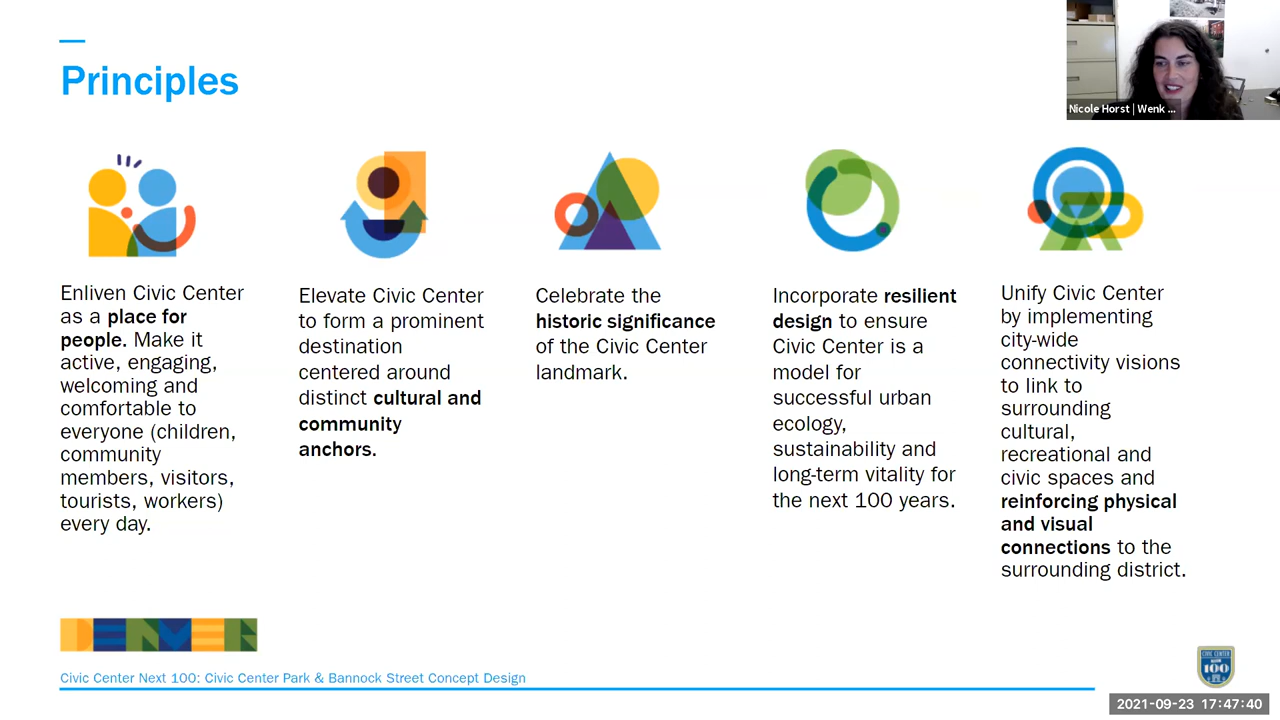 Principles
Nicole Horst | Wenk ...
Enliven Civic Center
as a place for
people. Make it
active, engaging,
welcoming and
comfortable to
everyone (children,
community
members, visitors,
tourists, workers)
every day.
Elevate Civic Center
to form a prominent
destination
centered around
distinct cultural and
community
anchors.
Celebrate the
historic significance
of the Civic Center
landmark.
Incorporate resilient
design to ensure
Civic Center is a
model for
successful urban
ecology,
sustainability and
long-term vitality for
the next 100 years.
Unify Civic Center
by implementing
city-wide
connectivity visions
to link to
surrounding
cultural,
recreational and
civic spaces and
reinforcing physical
and visual
connections to the
surrounding district.
DENVER
Civic Center Next 100: Civic Center Park & Bannock Street Concept Design
CIVIC CENTER
100
2021-09-23 17:47:40